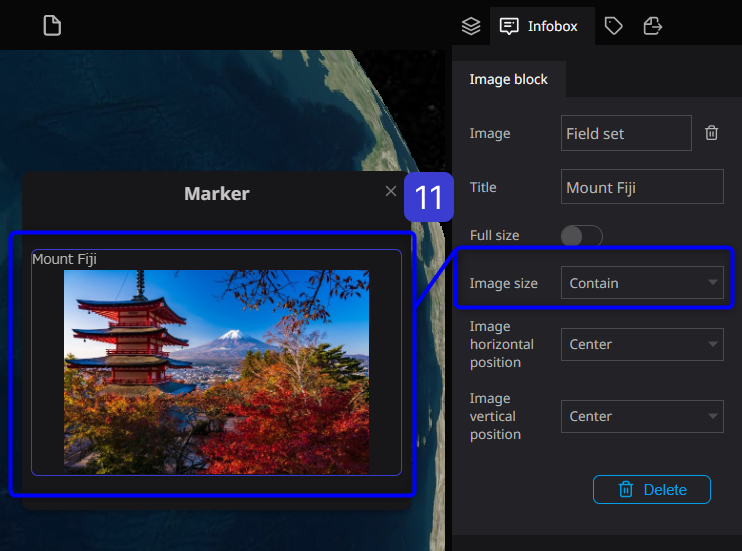 Infobox
Image block
Image
Field set
Title
Mount Fiji
Full size
Image size
Contain
Image
horizontal
position
Center
Image
vertical
position
Center
Delete
Marker
11
Mount Fiji